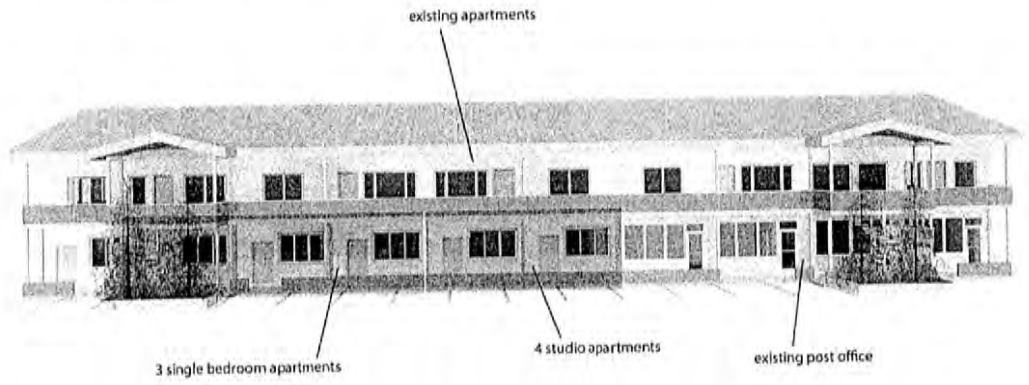 existing apartments
3 single bedroom apartments
4 studio apartments
existing post office